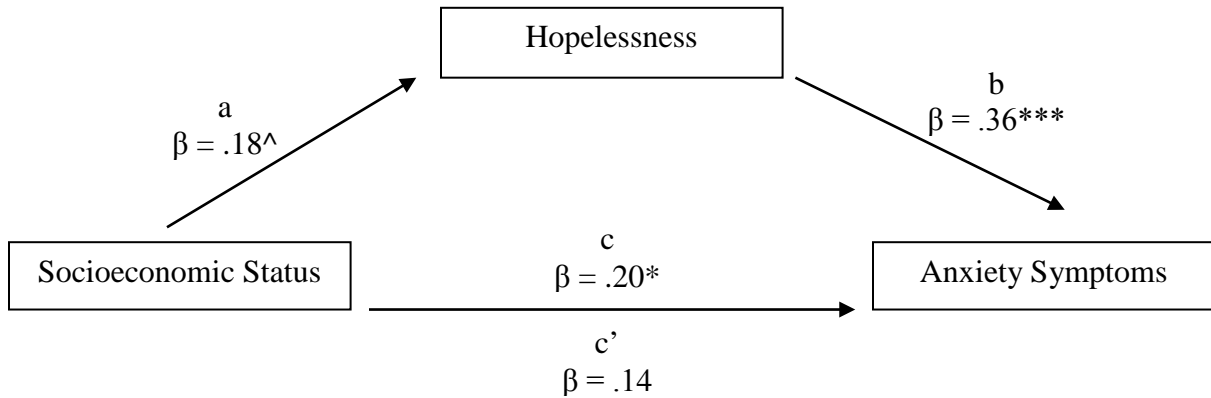 Hopelessness
a
β = .18^
b
β = .36***
Socioeconomic Status
c
β = .20*
Anxiety Symptoms
c’
β = .14